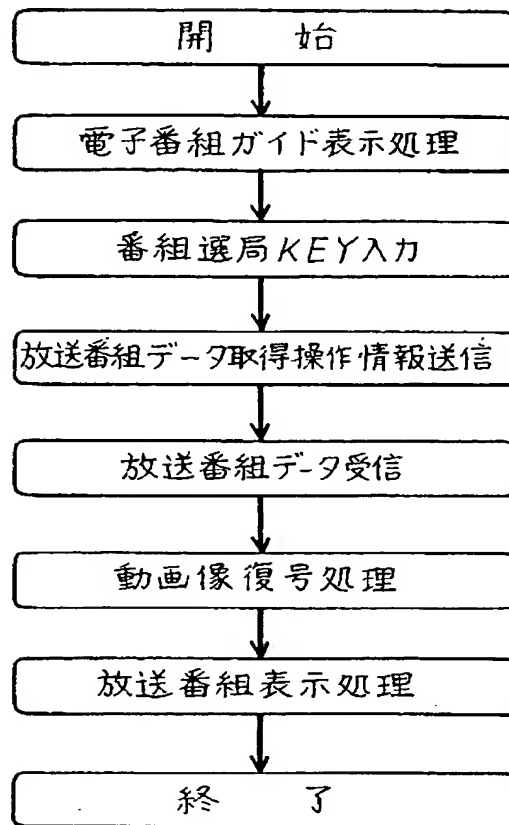 開　始
電子番組ガイド表示処理
番組選局KEY入力
放送番組データ取得操作情報送信
放送番組データ受信
動画像復号処理
放送番組表示処理
終　了